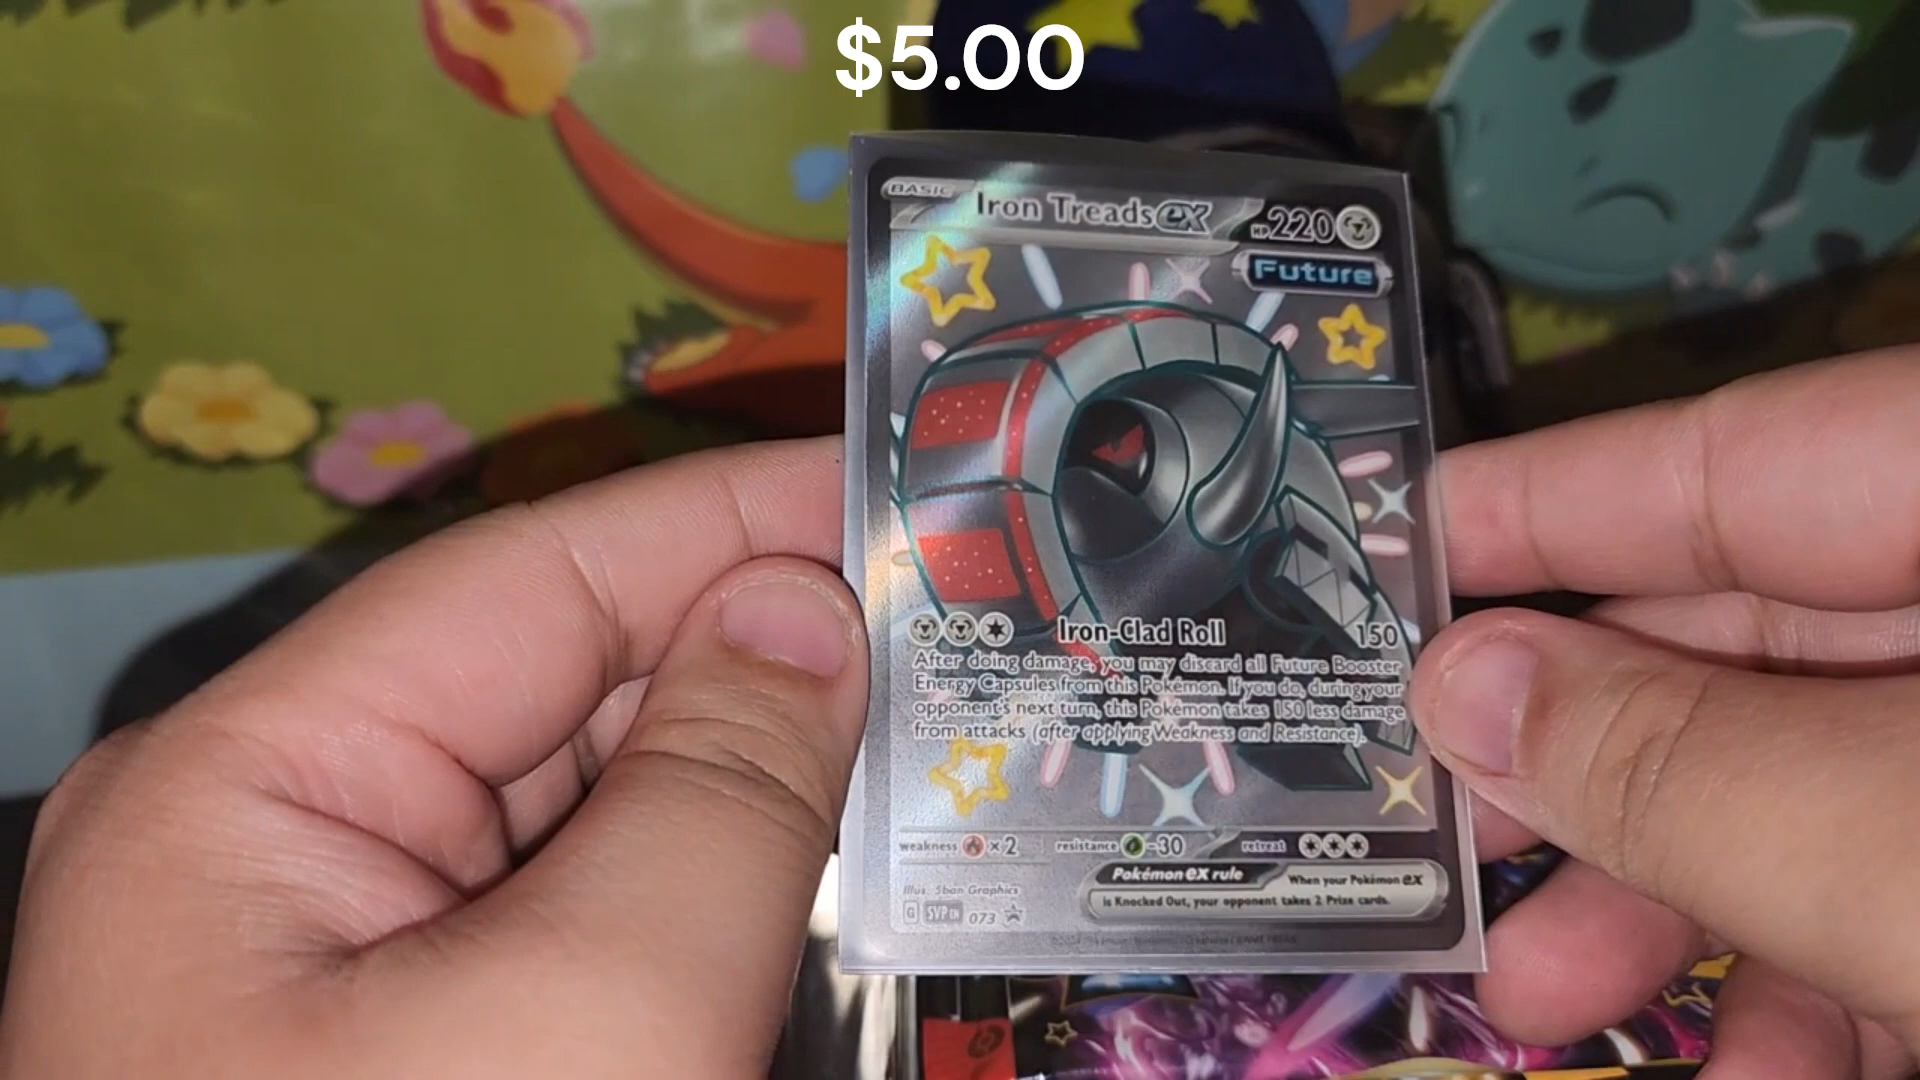 $5.00
BASIC Iron Treads ex HP 220
Future
Iron-Clad Roll 150
After doing damage, you may discard all Future Booster
Energy Capsules from this Pokémon. If you do, during your
opponent's next turn, this Pokémon takes 150 less damage
from attacks (after applying Weakness and Resistance).
weakness ×2 resistance -30 retreat
Pokémon ex rule When your Pokémon ex
is Knocked Out, your opponent takes 2 Prize cards.
Illus. 5ban Graphics
G SVP EN 073